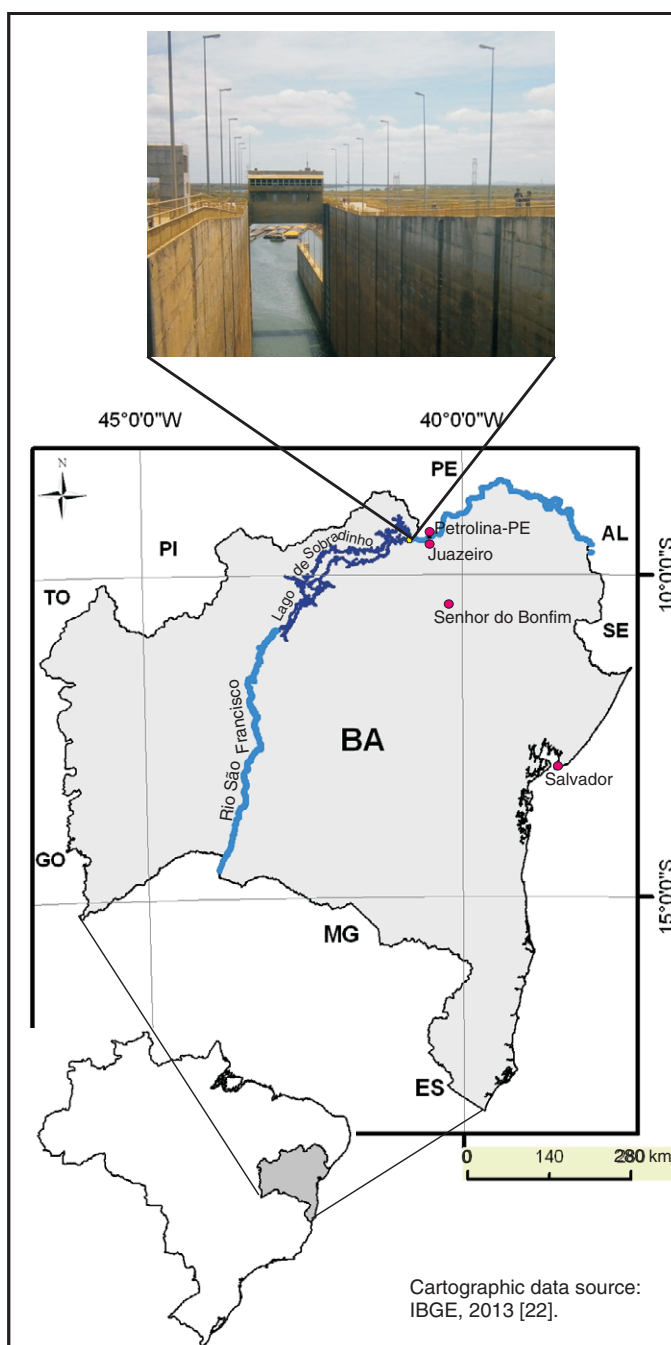 45°0'0"W
40°0'0"W
N
PE
Petrolina-PE
AL
PI
Lago de Sobradinho
Juazeiro
10°0'0"S
TO
Senhor do Bonfim
SE
Rio São Francisco
BA
Salvador
GO
15°0'0"S
MG
ES
0 140 280 km
Cartographic data source:
IBGE, 2013 [22].